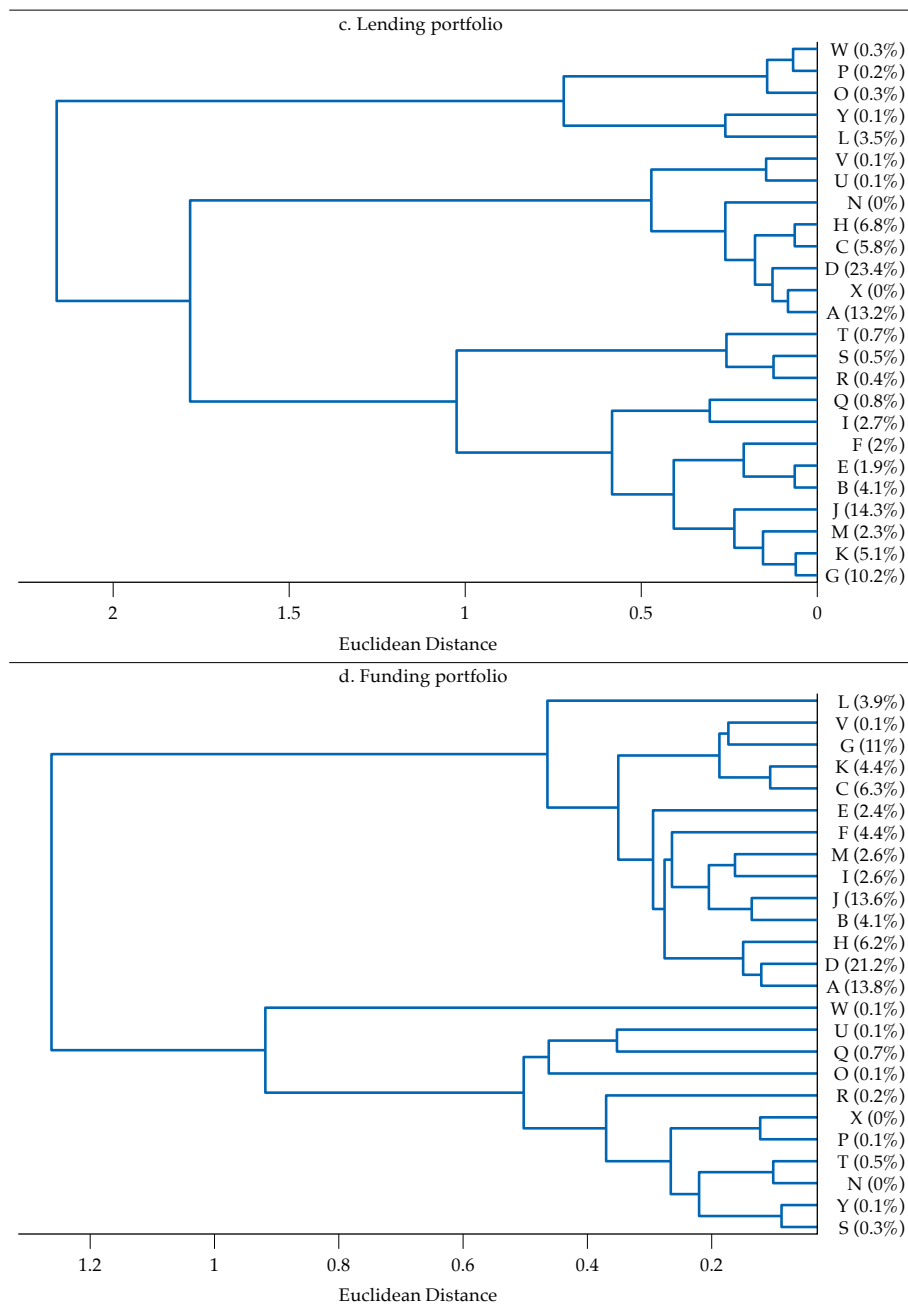 c. Lending portfolio
W (0.3%)
P (0.2%)
O (0.3%)
Y (0.1%)
L (3.5%)
V (0.1%)
U (0.1%)
N (0%)
H (6.8%)
C (5.8%)
D (23.4%)
X (0%)
A (13.2%)
T (0.7%)
S (0.5%)
R (0.4%)
Q (0.8%)
I (2.7%)
F (2%)
E (1.9%)
B (4.1%)
J (14.3%)
M (2.3%)
K (5.1%)
G (10.2%)
2 1.5 1 0.5 0
Euclidean Distance
d. Funding portfolio
L (3.9%)
V (0.1%)
G (11%)
K (4.4%)
C (6.3%)
E (2.4%)
F (4.4%)
M (2.6%)
I (2.6%)
J (13.6%)
B (4.1%)
H (6.2%)
D (21.2%)
A (13.8%)
W (0.1%)
U (0.1%)
Q (0.7%)
O (0.1%)
R (0.2%)
X (0%)
P (0.1%)
T (0.5%)
N (0%)
Y (0.1%)
S (0.3%)
1.2 1 0.8 0.6 0.4 0.2
Euclidean Distance